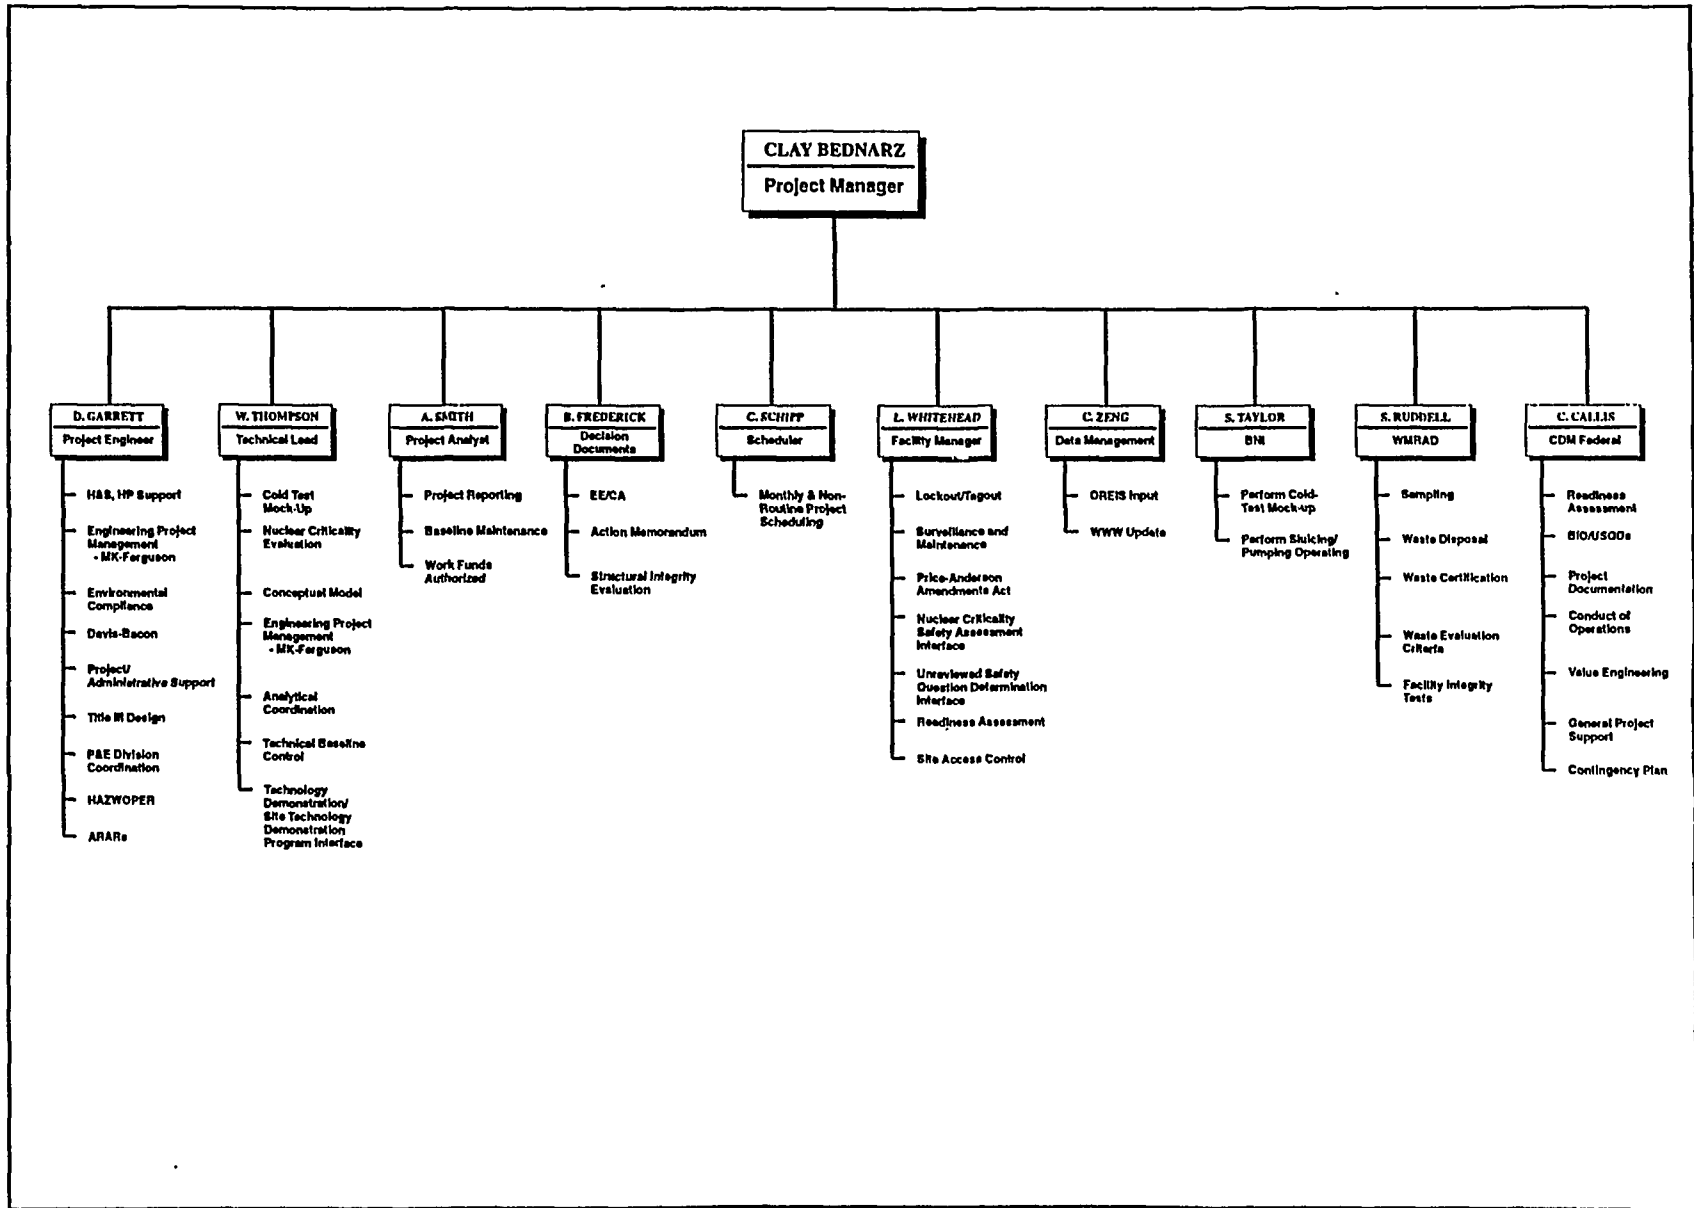 CLAY BEDNARZ
Project Manager
D. GARRETT
Project Engineer
H&S, HP Support
Engineering Project
Management
- MK-Ferguson
Environmental
Compliance
Davis-Bacon
Project/
Administrative Support
Title III Design
P&E Division
Coordination
HAZWOPER
ARARs
W. THOMPSON
Technical Lead
Cold Test
Mock-Up
Nuclear Criticality
Evaluation
Conceptual Model
Engineering Project
Management
- MK-Ferguson
Analytical
Coordination
Technical Baseline
Control
Technology
Demonstration/
Site Technology
Demonstration
Program Interface
A. SMITH
Project Analyst
Project Reporting
Baseline Maintenance
Work Funds
Authorized
B. FREDERICK
Decision
Documents
EE/CA
Action Memorandum
Structural Integrity
Evaluation
C. SCHIPP
Scheduler
Monthly & Non-
Routine Project
Scheduling
L. WHITEHEAD
Facility Manager
Lockout/Tagout
Surveillance and
Maintenance
Price-Anderson
Amendments Act
Nuclear Criticality
Safety Assessment
Interface
Unreviewed Safety
Question Determination
Interface
Readiness Assessment
Site Access Control
C. ZENG
Data Management
OREIS Input
WWW Update
S. TAYLOR
BNI
Perform Cold-
Test Mock-up
Perform Sluicing/
Pumping Operating
S. RUDDELL
WMRAD
Sampling
Waste Disposal
Waste Certification
Waste Evaluation
Criteria
Facility Integrity
Tests
C. CALLIS
CDM Federal
Readiness
Assessment
BIO/USQDs
Project
Documentation
Conduct of
Operations
Value Engineering
General Project
Support
Contingency Plan